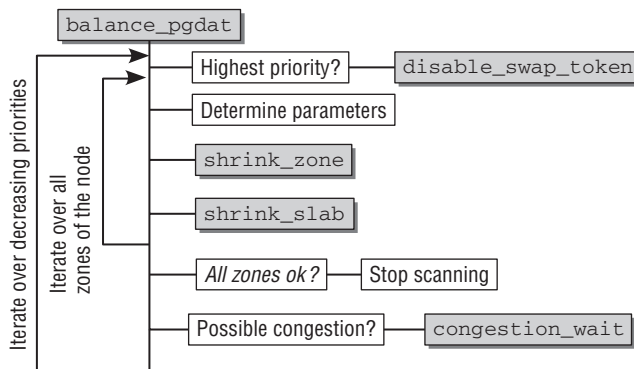 balance_pgdat
Highest priority?
disable_swap_token
Determine parameters
shrink_zone
shrink_slab
All zones ok?
Stop scanning
Possible congestion?
congestion_wait
Iterate over decreasing priorities
Iterate over all
zones of the node